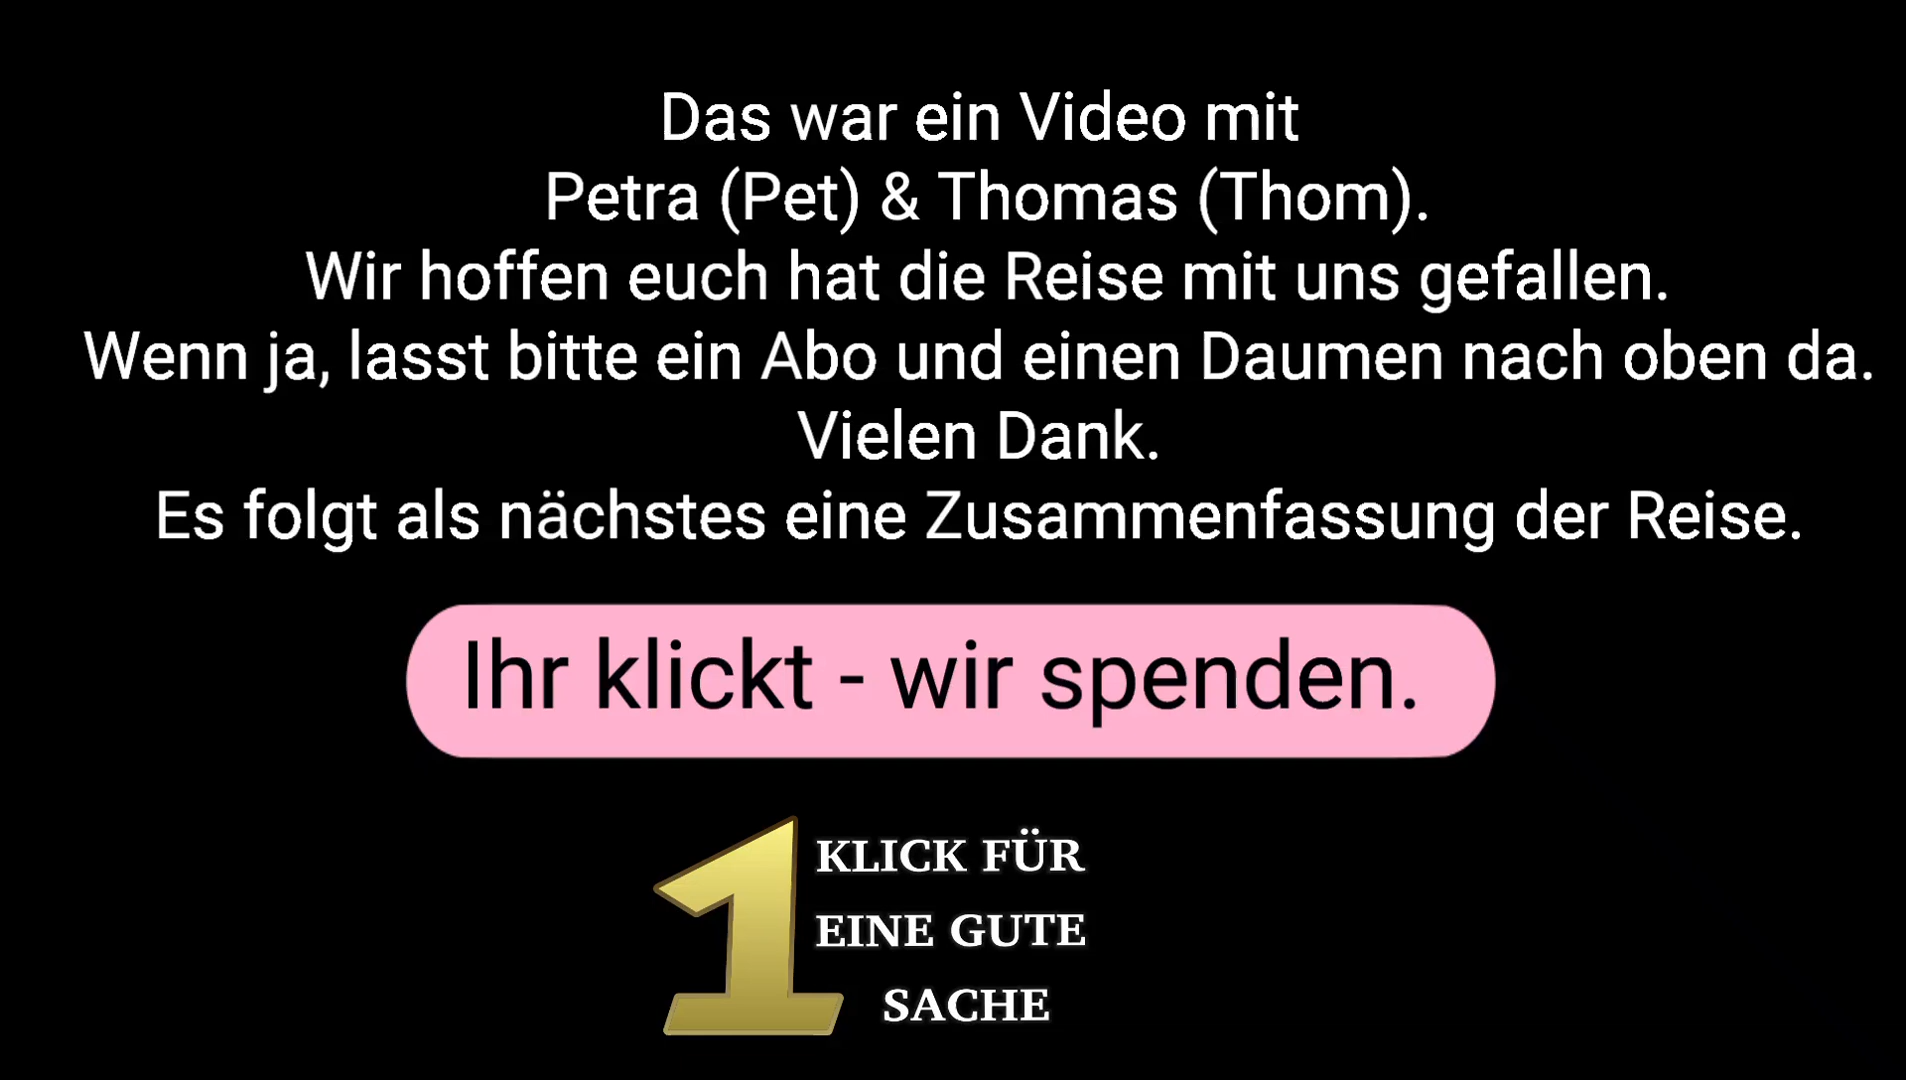 Das war ein Video mit
Petra (Pet) & Thomas (Thom).
Wir hoffen euch hat die Reise mit uns gefallen.
Wenn ja, lasst bitte ein Abo und einen Daumen nach oben da.
Vielen Dank.
Es folgt als nächstes eine Zusammenfassung der Reise.
Ihr klickt - wir spenden.
1 KLICK FÜR
EINE GUTE
SACHE